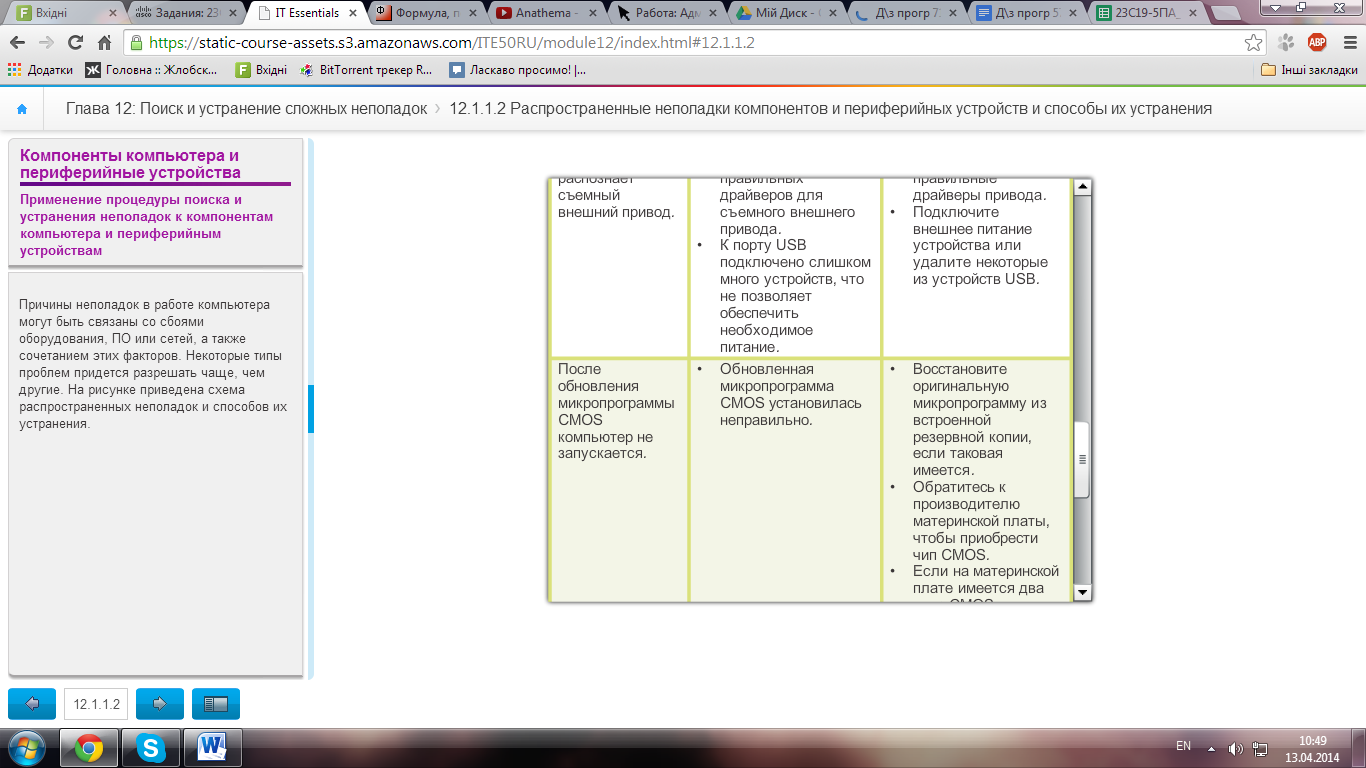 Вхідні
Задания: 23С
IT Essentials
Формула, п
Anathema -
Работа: Адм
Мій Диск - G
Д\з прогр 7
Д\з прогр 5
23С19-5ПА_
https://static-course-assets.s3.amazonaws.com/ITE50RU/module12/index.html#12.1.1.2
ABP
Додатки
Головна :: Жлобск...
Вхідні
BitTorrent трекер R...
Ласкаво просимо! |...
Інші закладки
Глава 12: Поиск и устранение сложных неполадок
12.1.1.2 Распространенные неполадки компонентов и периферийных устройств и способы их устранения
Компоненты компьютера и
периферийные устройства
Применение процедуры поиска и
устранения неполадок к компонентам
компьютера и периферийным
устройствам
Причины неполадок в работе компьютера
могут быть связаны со сбоями
оборудования, ПО или сетей, а также
сочетанием этих факторов. Некоторые типы
проблем придется разрешать чаще, чем
другие. На рисунке приведена схема
распространенных неполадок и способов их
устранения.
распознает
съемный
внешний привод.
правильных
драйверов для
съемного внешнего
привода.
• К порту USB
подключено слишком
много устройств, что
не позволяет
обеспечить
необходимое
питание.
правильные
драйверы привода.
• Подключите
внешнее питание
устройства или
удалите некоторые
из устройств USB.
После
обновления
микропрограммы
CMOS
компьютер не
запускается.
• Обновленная
микропрограмма
CMOS установилась
неправильно.
• Восстановите
оригинальную
микропрограмму из
встроенной
резервной копии,
если таковая
имеется.
• Обратитесь к
производителю
материнской платы,
чтобы приобрести
чип CMOS.
• Если на материнской
плате имеется два
12.1.1.2
EN
10:49
13.04.2014